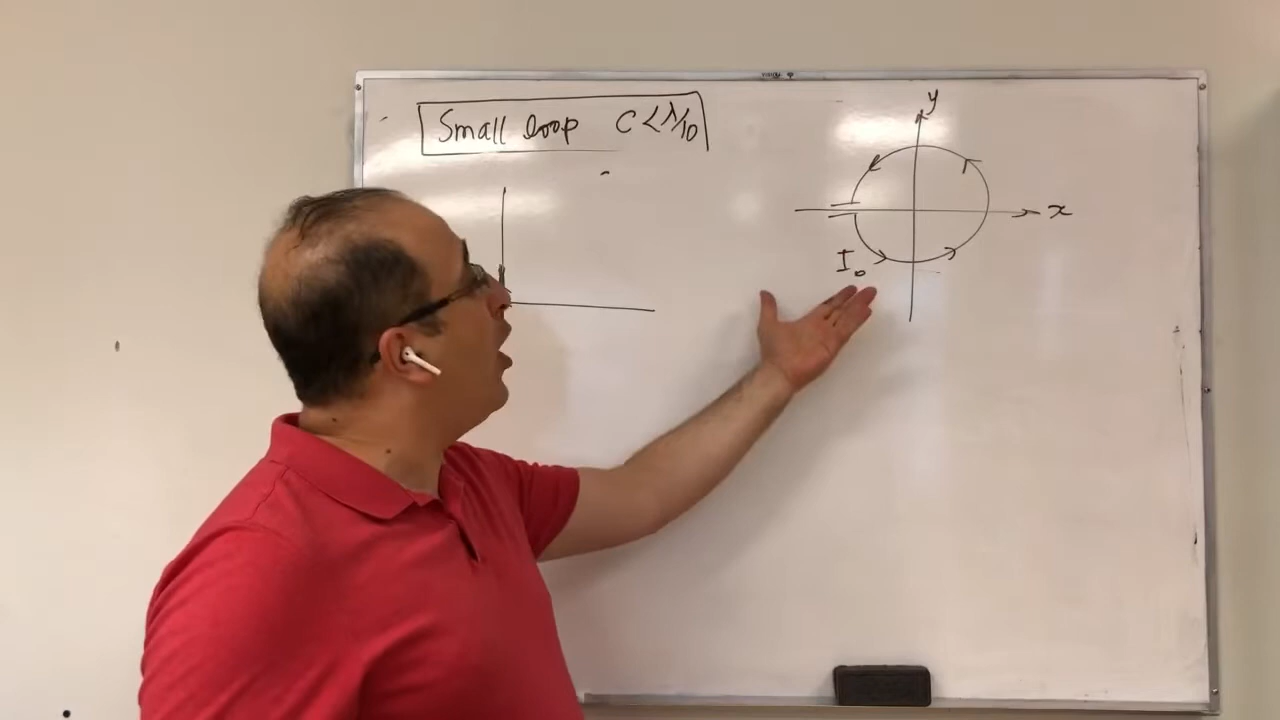 Small loop C < λ/10
y
x
I₀